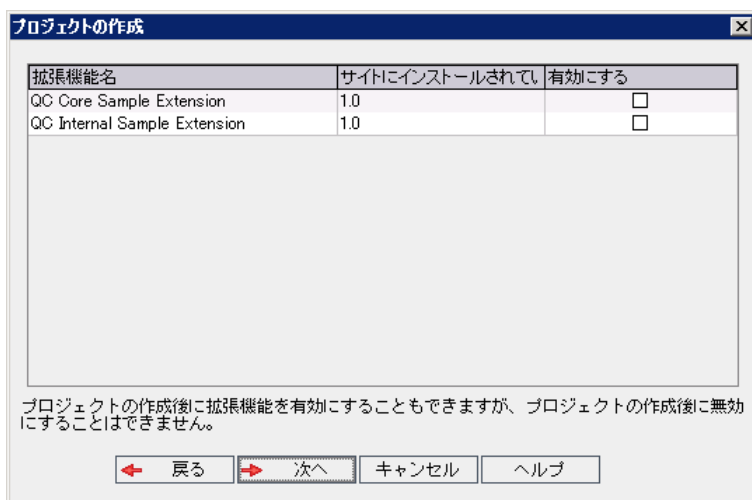 プロジェクトの作成
拡張機能名 サイトにインストールされてい 有効にする
QC Core Sample Extension 1.0
QC Internal Sample Extension 1.0
プロジェクトの作成後に拡張機能を有効にすることもできますが、プロジェクトの作成後に無効
にすることはできません。
戻る 次へ キャンセル ヘルプ